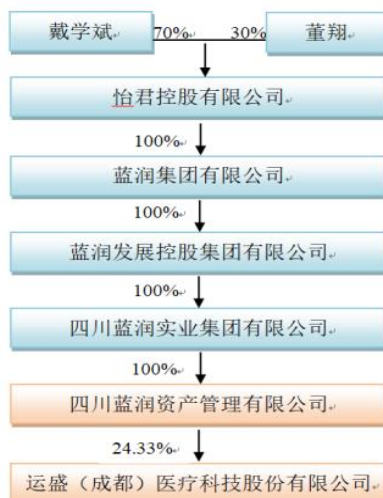 戴学斌 70% 30% 董翔
怡君控股有限公司
100%
蓝润集团有限公司
100%
蓝润发展控股集团有限公司
100%
四川蓝润实业集团有限公司
100%
四川蓝润资产管理有限公司
24.33%
运盛（成都）医疗科技股份有限公司